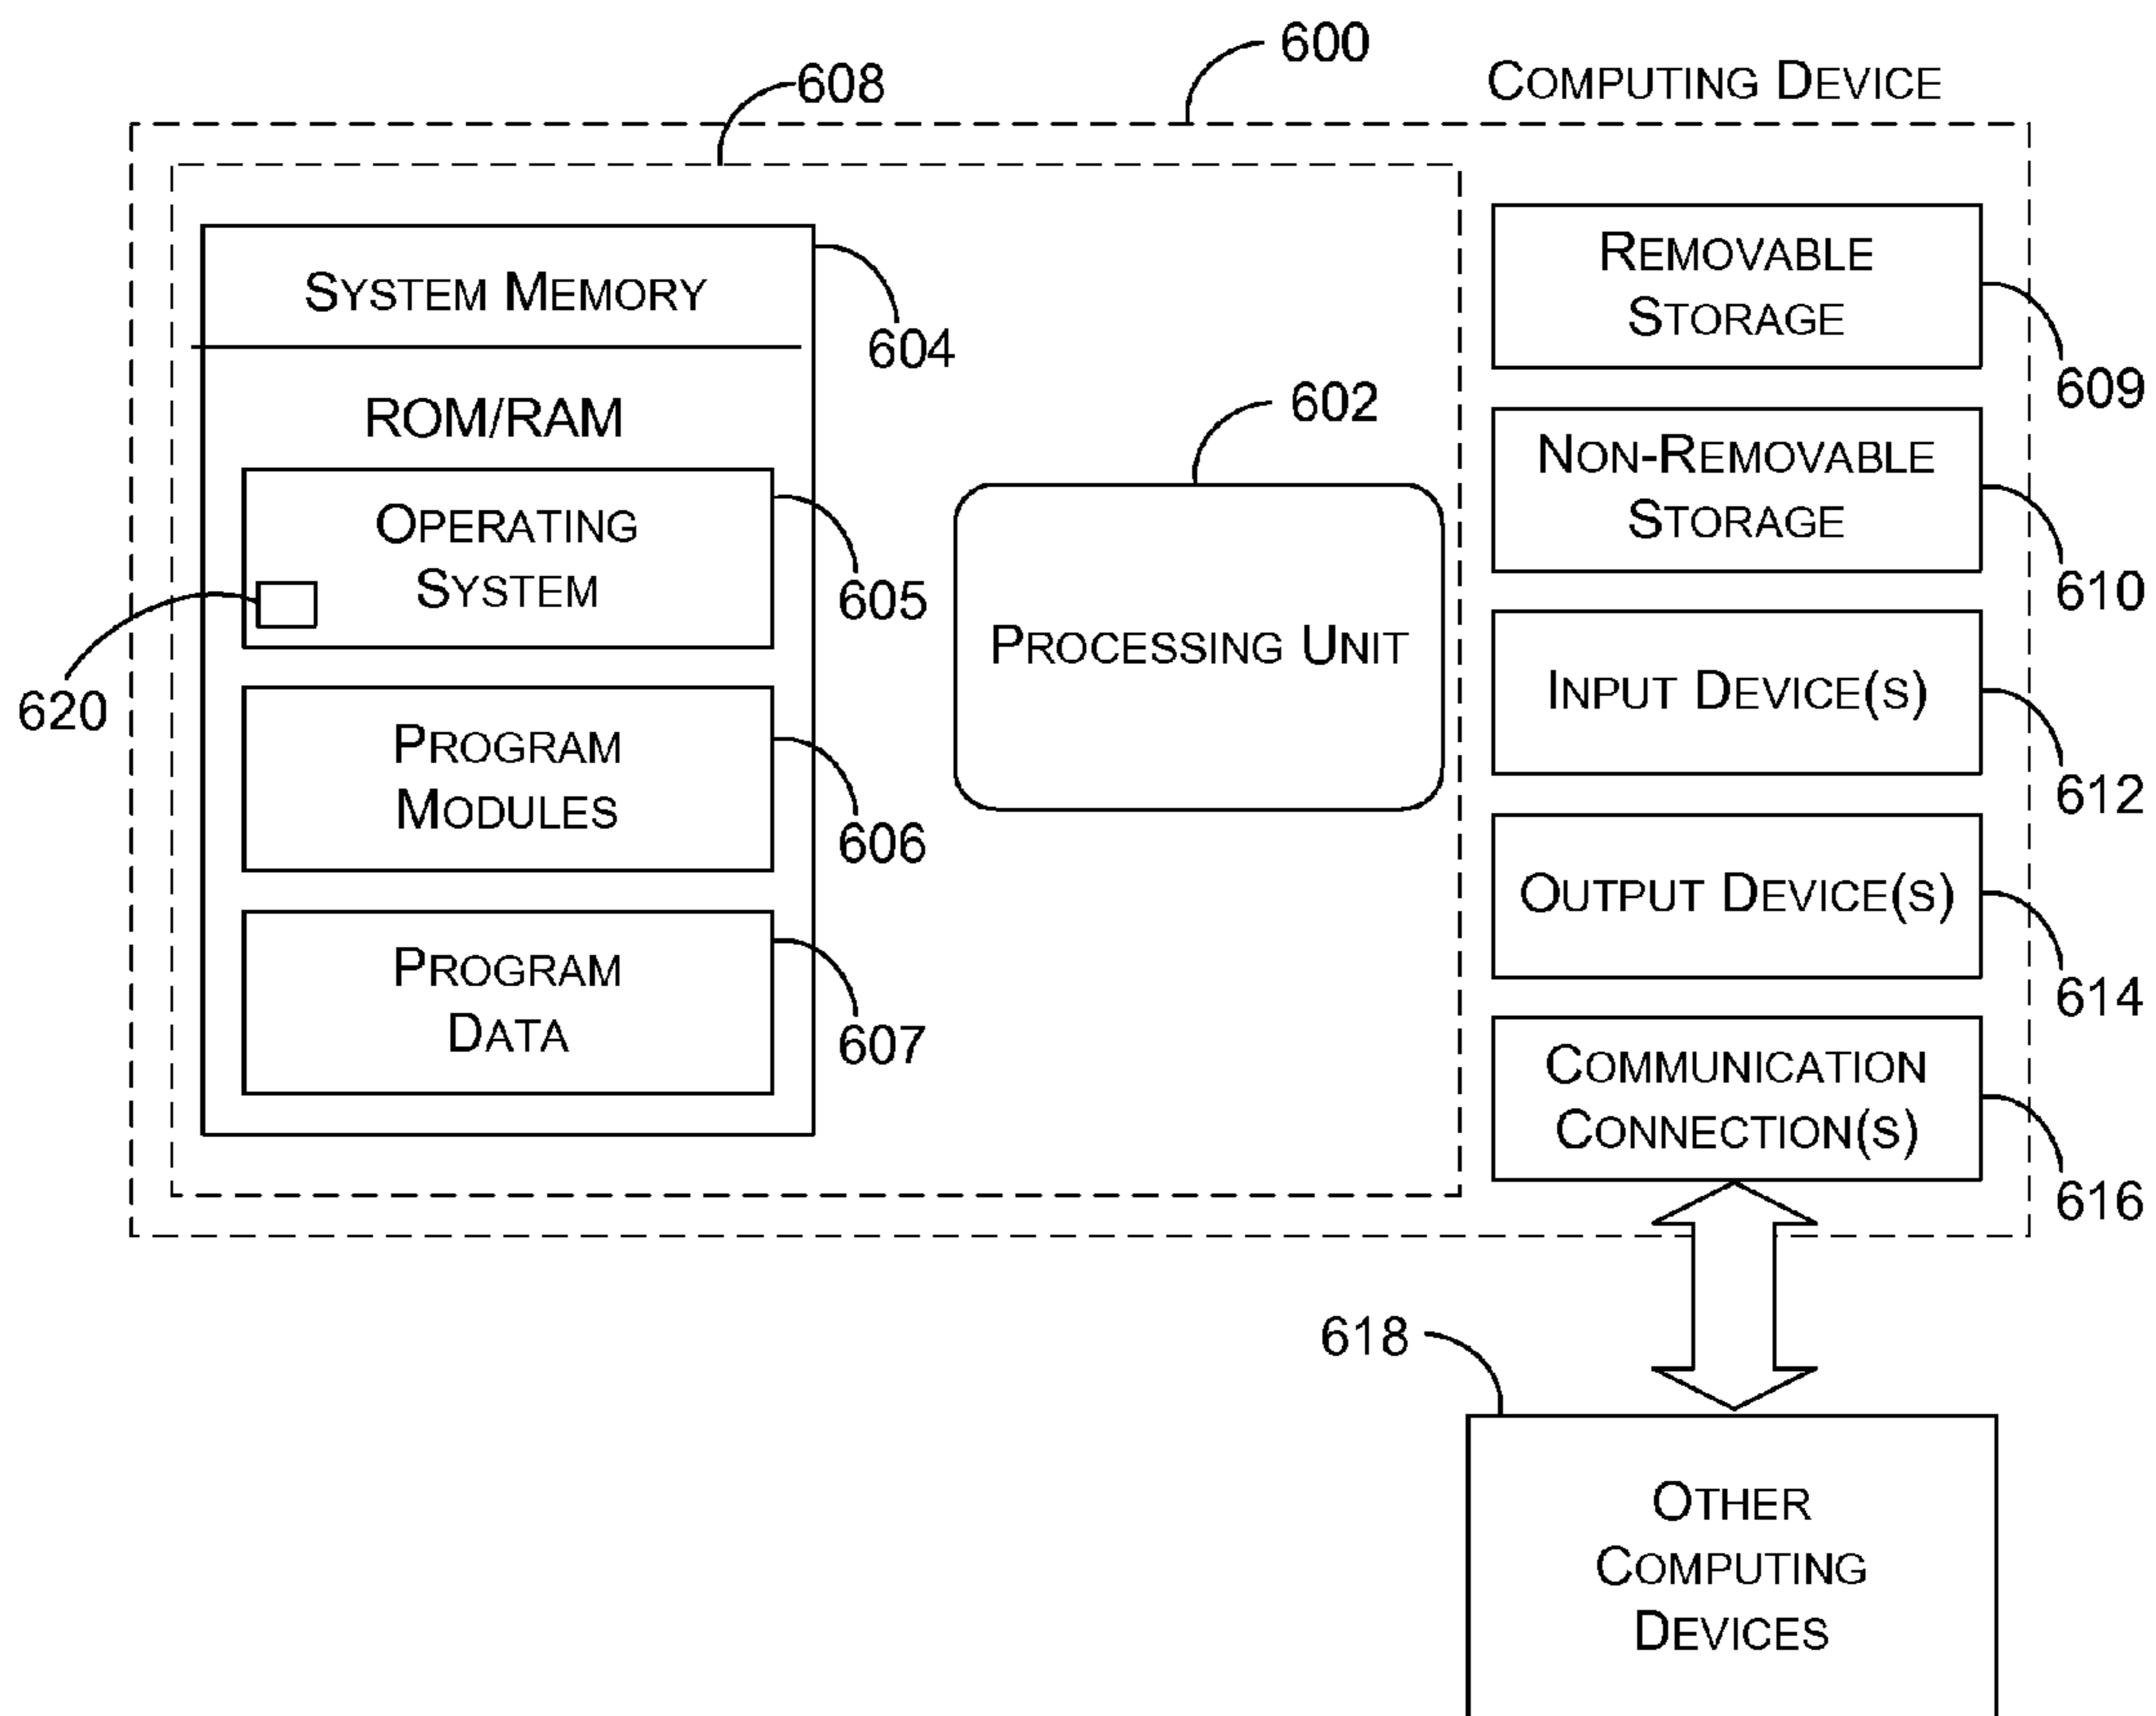 600
COMPUTING DEVICE
608
SYSTEM MEMORY
604
ROM/RAM
OPERATING
SYSTEM
605
620
PROGRAM
MODULES
606
PROGRAM
DATA
607
602
PROCESSING UNIT
REMOVABLE
STORAGE
609
NON-REMOVABLE
STORAGE
610
INPUT DEVICE(S)
612
OUTPUT DEVICE(S)
614
COMMUNICATION
CONNECTION(S)
616
618
OTHER
COMPUTING
DEVICES